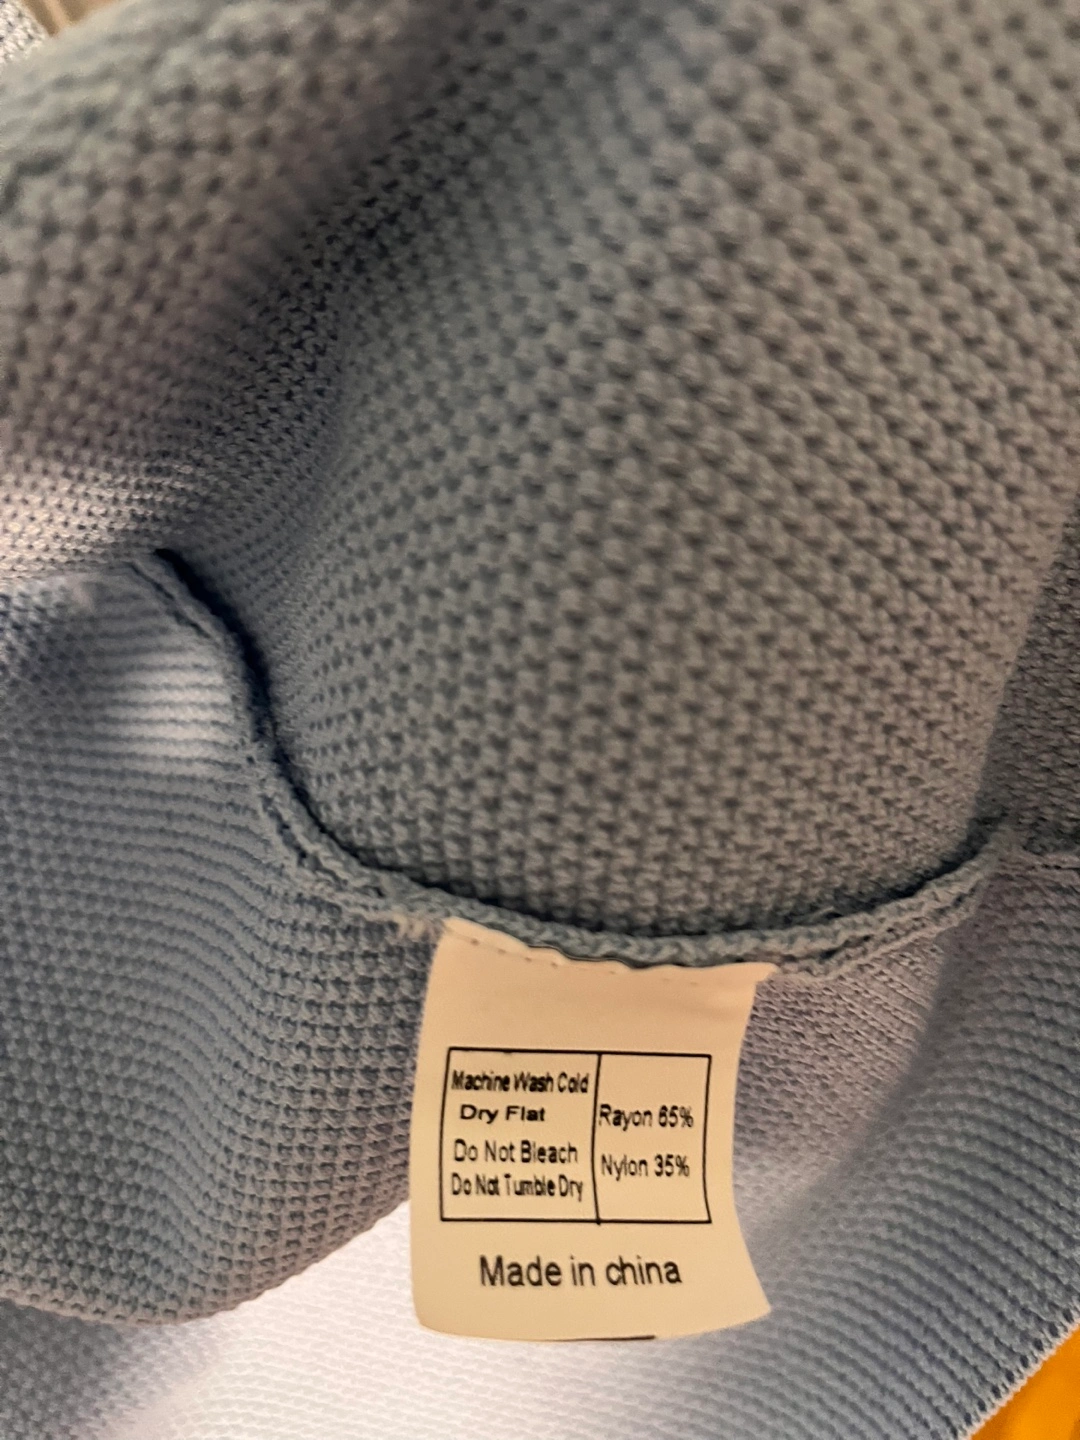 Machine Wash Cold
Dry Flat
Do Not Bleach
Do Not Tumble Dry
Rayon 65%
Nylon 35%
Made in china